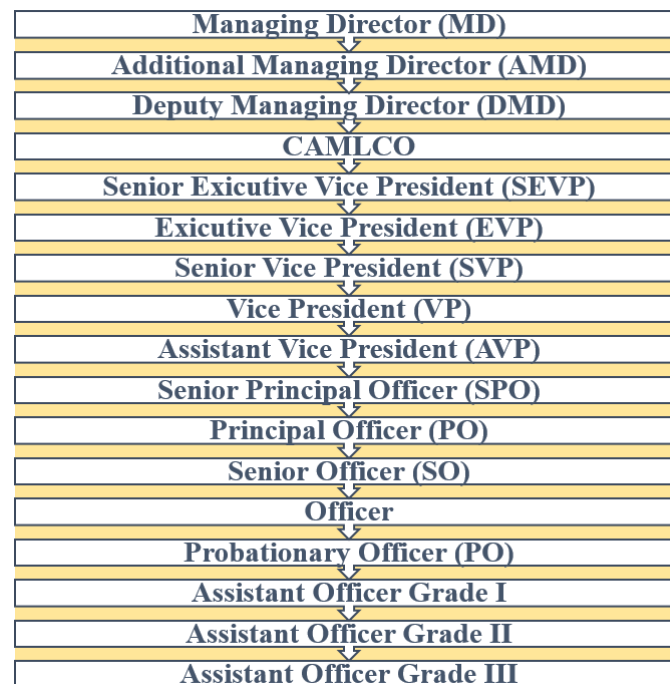 Managing Director (MD)
Additional Managing Director (AMD)
Deputy Managing Director (DMD)
CAMLCO
Senior Exicutive Vice President (SEVP)
Exicutive Vice President (EVP)
Senior Vice President (SVP)
Vice President (VP)
Assistant Vice President (AVP)
Senior Principal Officer (SPO)
Principal Officer (PO)
Senior Officer (SO)
Officer
Probationary Officer (PO)
Assistant Officer Grade I
Assistant Officer Grade II
Assistant Officer Grade III